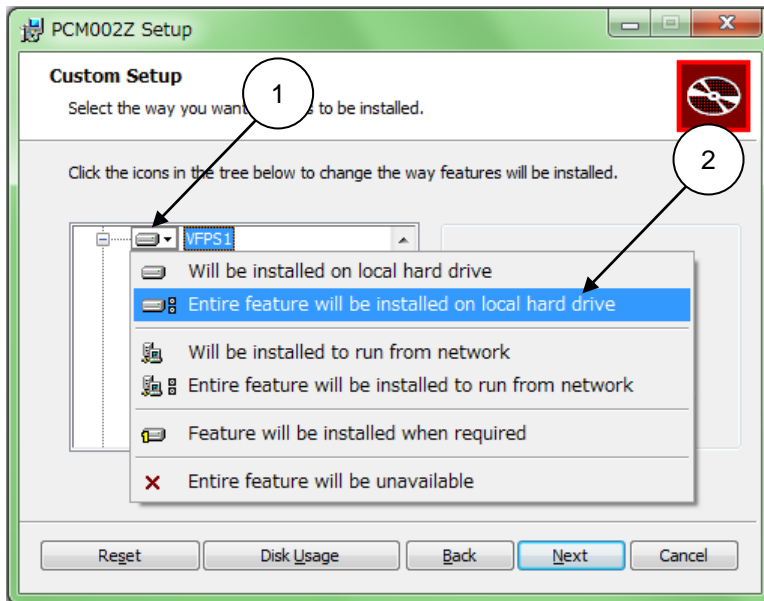 PCM002Z Setup
Custom Setup
1
Select the way you want s to be installed.
2
Click the icons in the tree below to change the way features will be installed.
VFPS1
Will be installed on local hard drive
Entire feature will be installed on local hard drive
Will be installed to run from network
Entire feature will be installed to run from network
Feature will be installed when required
Entire feature will be unavailable
Reset Disk Usage Back Next Cancel